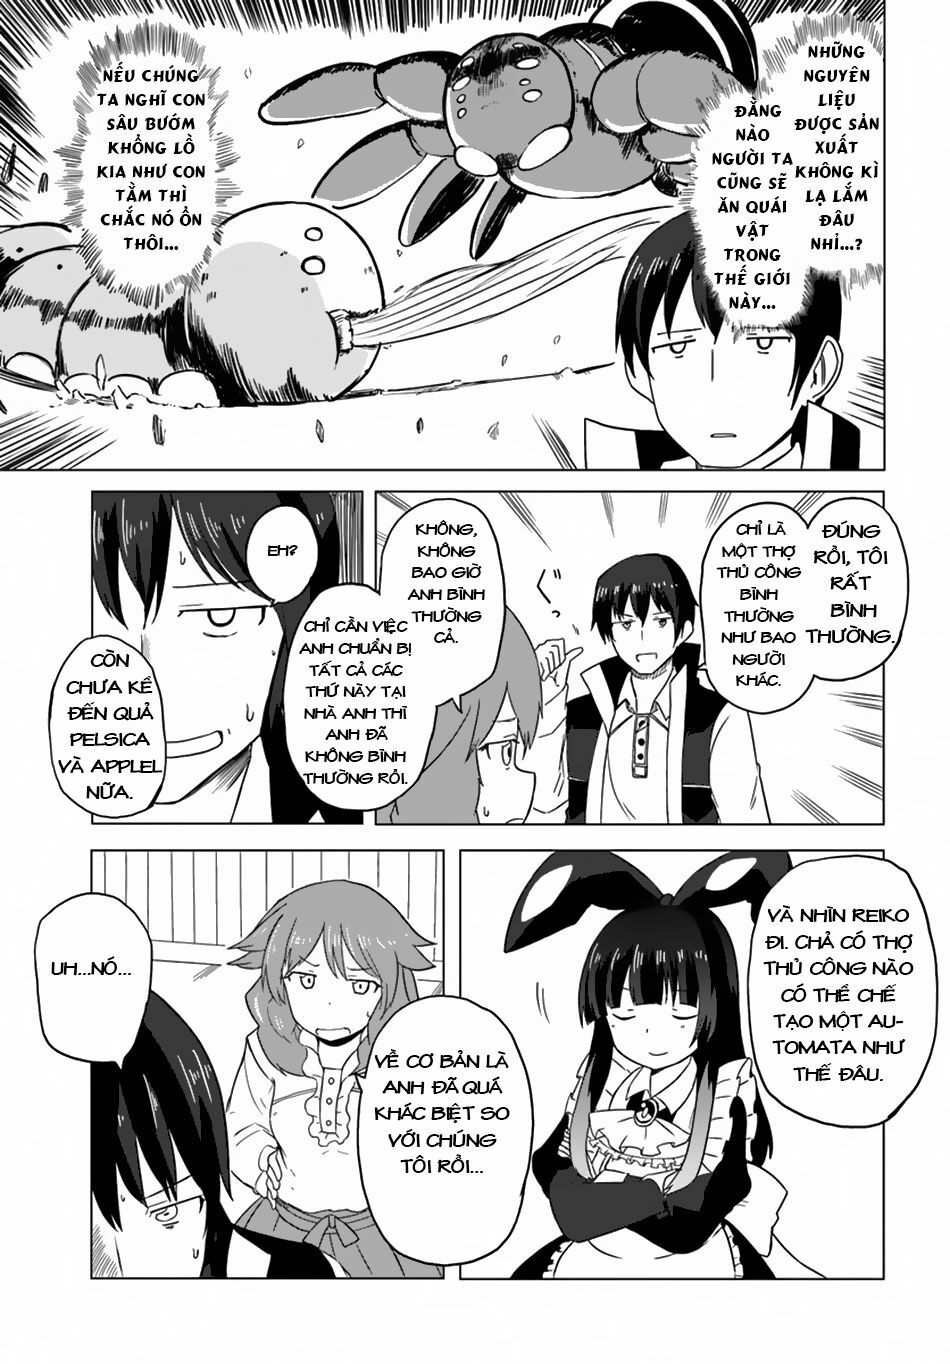 NHỮNG
NGUYÊN
LIỆU
ĐƯỢC SẢN
XUẤT
KHÔNG KÌ
LẠ LẮM
ĐÂU
NHỈ...?
ĐẰNG
NÀO
NGƯỜI TA
CŨNG SẼ
ĂN QUÁI
VẬT
TRONG
THẾ GIỚI
NÀY...
NẾU CHÚNG
TA NGHĨ CON
SÂU BƯỚM
KHỔNG LỒ
KIA NHƯ CON
TẰM THÌ
CHẮC NÓ ỔN
THÔI...
ĐÚNG
RỒI, TÔI
RẤT
BÌNH
THƯỜNG.
CHỈ LÀ
MỘT THỢ
THỦ CÔNG
BÌNH
THƯỜNG
NHƯ BAO
NGƯỜI
KHÁC.
KHÔNG,
KHÔNG
BAO GIỜ
ANH BÌNH
THƯỜNG
CẢ.
CHỈ CẦN VIỆC
ANH CHUẨN BỊ
TẤT CẢ CÁC
THỨ NÀY TẠI
NHÀ ANH THÌ
ANH ĐÃ
KHÔNG BÌNH
THƯỜNG RỒI.
EH?
CÒN
CHƯA KỂ
ĐẾN QUẢ
PELSICA
VÀ APPLEL
NỮA.
VÀ NHÌN REIKO
ĐI. CHẢ CÓ THỢ
THỦ CÔNG NÀO
CÓ THỂ CHẾ
TẠO MỘT AU-
TOMATA NHƯ
THẾ ĐÂU.
VỀ CƠ BẢN LÀ
ANH ĐÃ QUÁ
KHÁC BIỆT SO
VỚI CHÚNG
TÔI RỒI...
UH...NÓ...